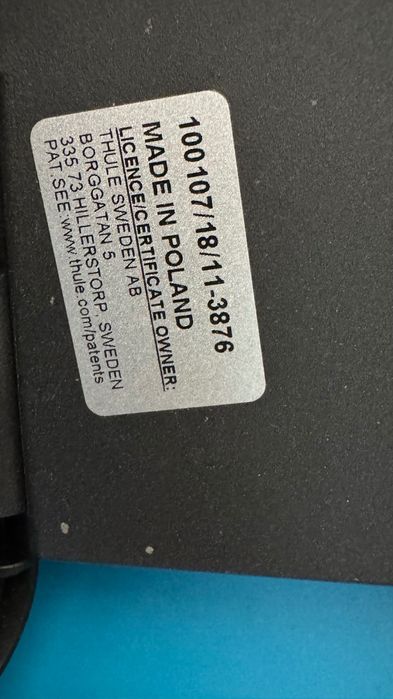 100107/18/11-3876
MADE IN POLAND
LICENCE/CERTIFICATE OWNER:
THULE SWEDEN AB
BORGGATAN 5
335 73 HILLERSTORP SWEDEN
PAT. SEE: www.thule.com/patents